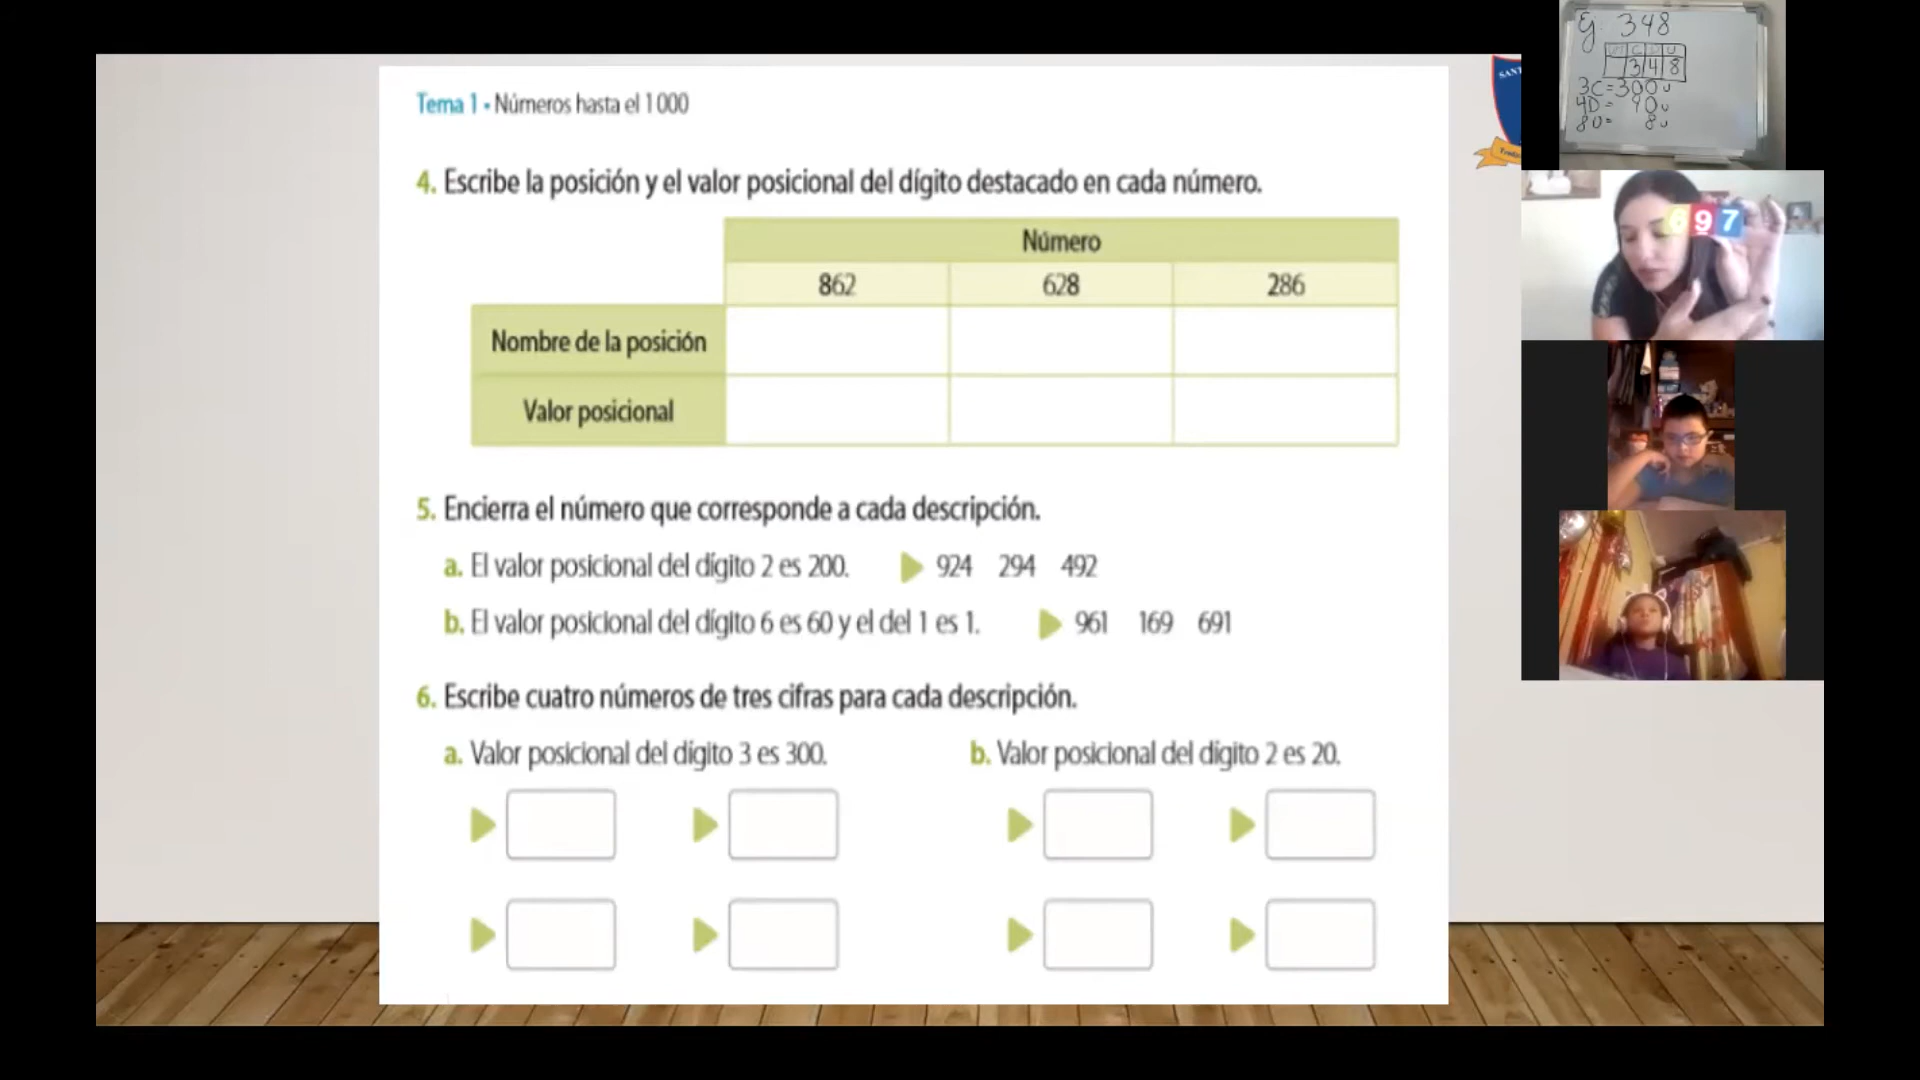 Tema 1 • Números hasta el 1 000
4. Escribe la posición y el valor posicional del dígito destacado en cada número.
Número
862 628 286
Nombre de la posición
Valor posicional
5. Encierra el número que corresponde a cada descripción.
a. El valor posicional del dígito 2 es 200. 924 294 492
b. El valor posicional del dígito 6 es 60 y el del 1 es 1. 961 169 691
6. Escribe cuatro números de tres cifras para cada descripción.
a. Valor posicional del dígito 3 es 300. b. Valor posicional del dígito 2 es 20.
Ej. 348
C D U
3 4 8
3C = 300 u
4D = 40 u
8U = 8 u
697